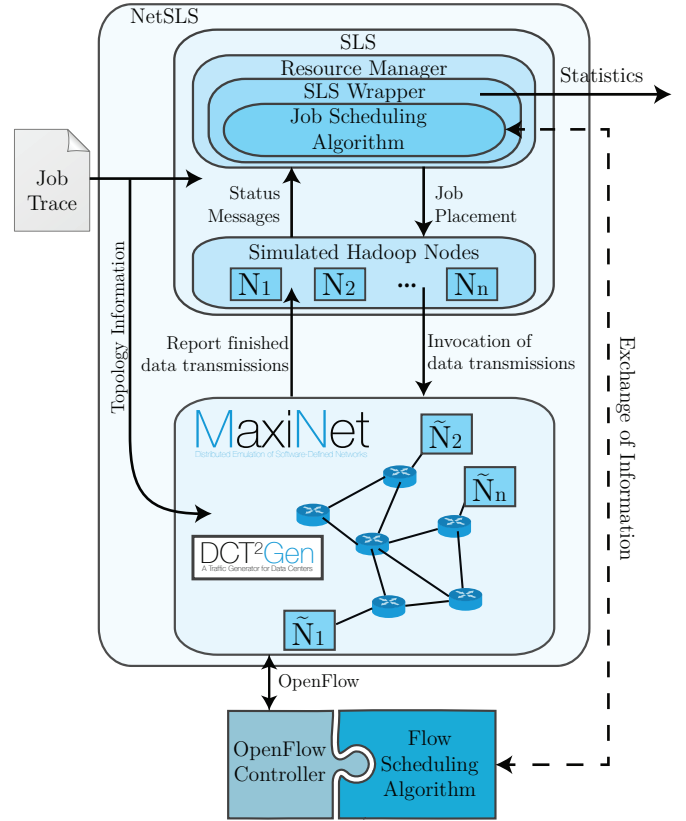 NetSLS
SLS
Resource Manager
SLS Wrapper
Job Scheduling
Algorithm
Statistics
Job
Trace
Status
Messages
Job
Placement
Simulated Hadoop Nodes
N1
N2
...
Nn
Topology Information
Report finished
data transmissions
Invocation of
data transmissions
Exchange of Information
MaxiNet
Distributed Emulation of Software-Defined Networks
Ñ2
Ñn
DCT²Gen
A Traffic Generator for Data Centers
Ñ1
OpenFlow
OpenFlow
Controller
Flow
Scheduling
Algorithm